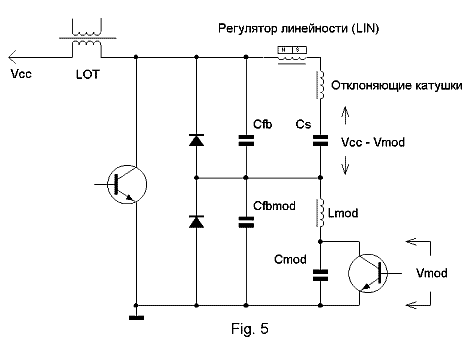 Регулятор линейности (LIN)
N S
Vcc
LOT
Отклоняющие катушки
Cfb
Cs
Vcc - Vmod
Cfbmod
Lmod
Cmod
Vmod
Fig. 5